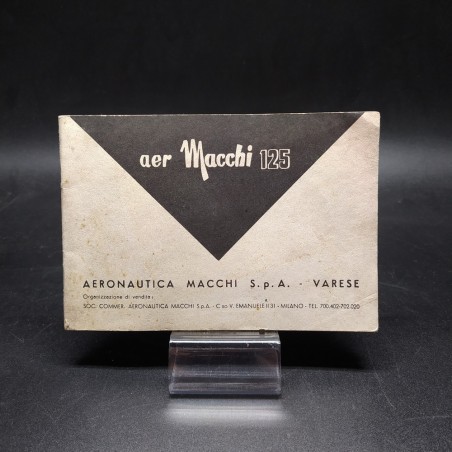 aer Macchi 125
AERONAUTICA MACCHI S.p.A. - VARESE
Organizzazione di vendita:
SOC. COMMER. AERONAUTICA MACCHI S.p.A. - C.so V. EMANUELE II 31 - MILANO - TEL. 700.402-702.020